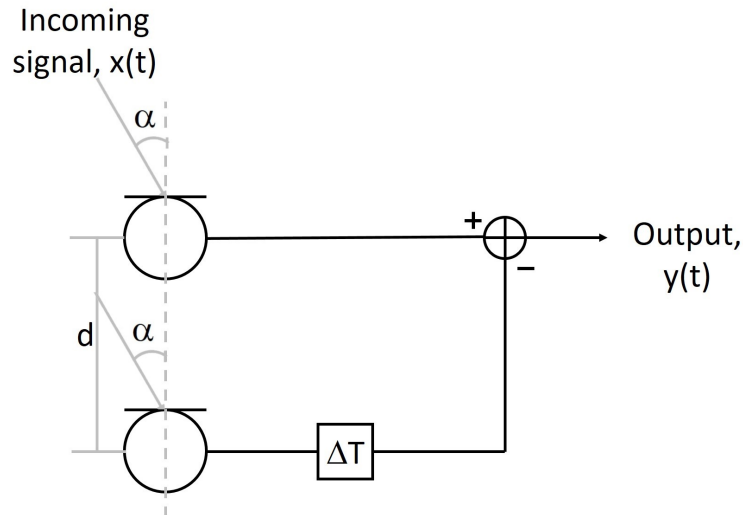 Incoming
signal, x(t)
α
+
Output,
−
y(t)
d
α
ΔT